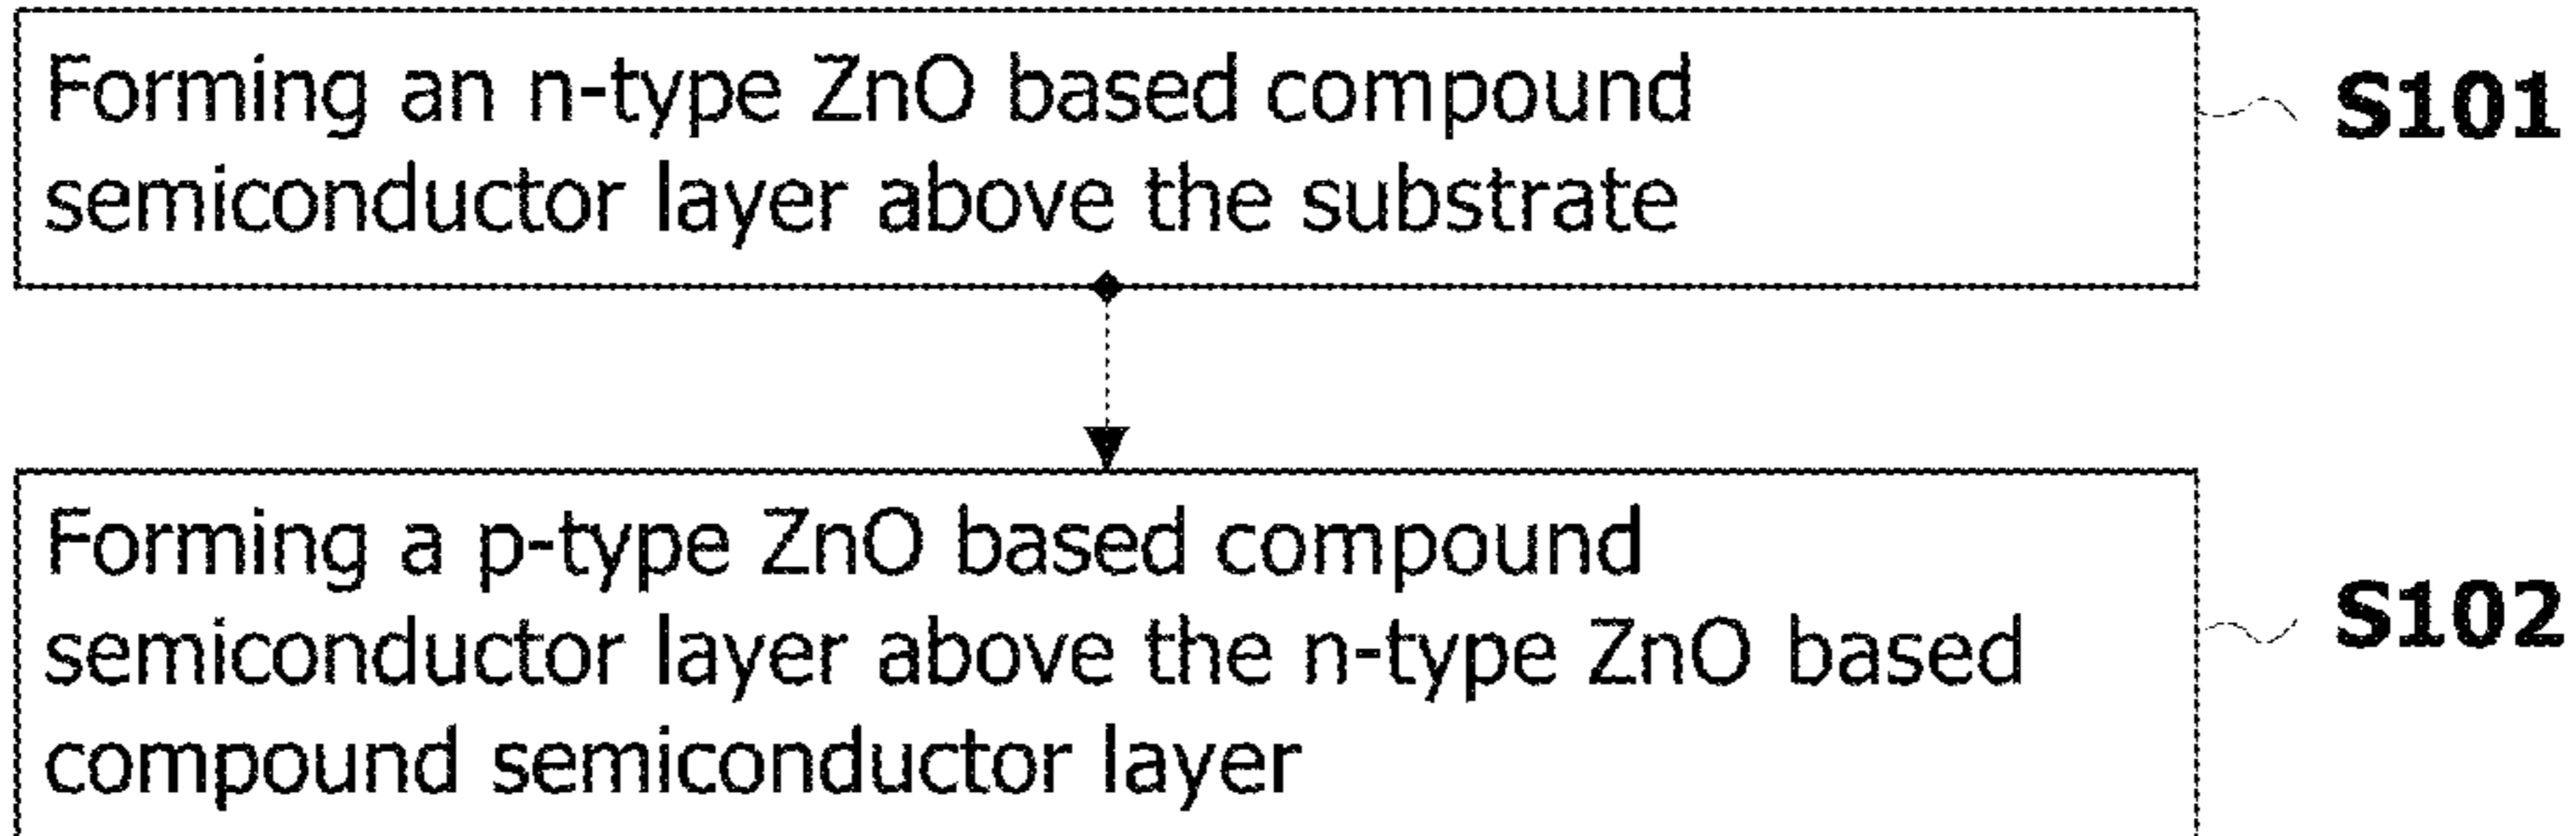 Forming an n-type ZnO based compound
semiconductor layer above the substrate
S101
Forming a p-type ZnO based compound
semiconductor layer above the n-type ZnO based
compound semiconductor layer
S102